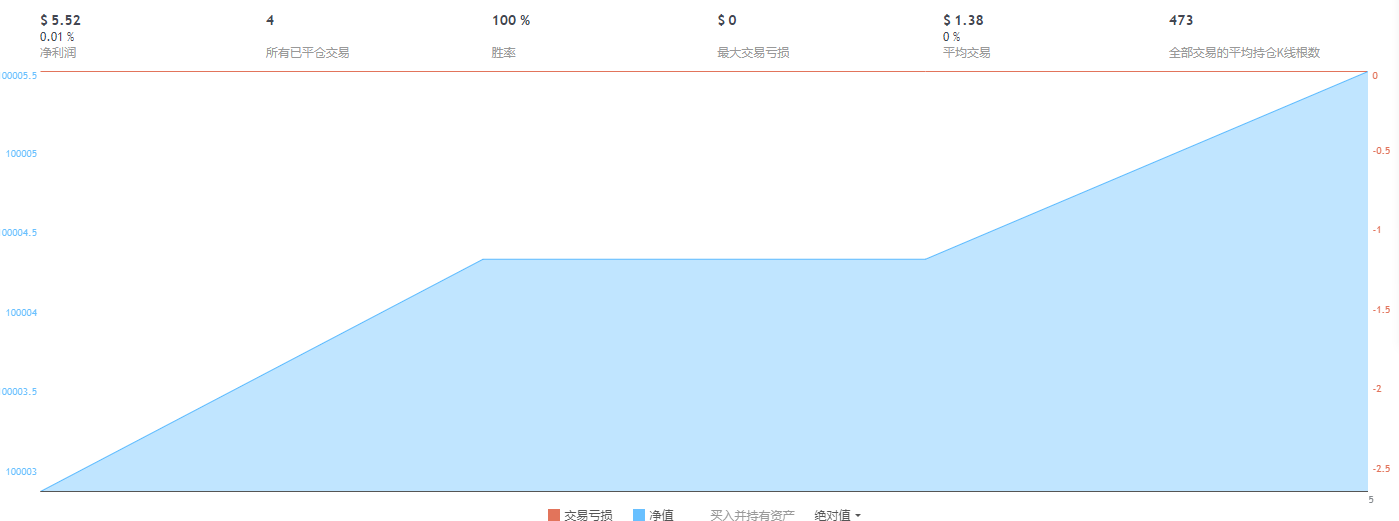 $ 5.52 4 100 % $ 0 $ 1.38 473
0.01 % 0 %
净利润 所有已平仓交易 胜率 最大交易亏损 平均交易 全部交易的平均持仓K线根数
00005.5 0
100005 -0.5
00004.5 -1
100004 -1.5
00003.5 -2
100003 -2.5
5
交易亏损 净值 买入并持有资产 绝对值